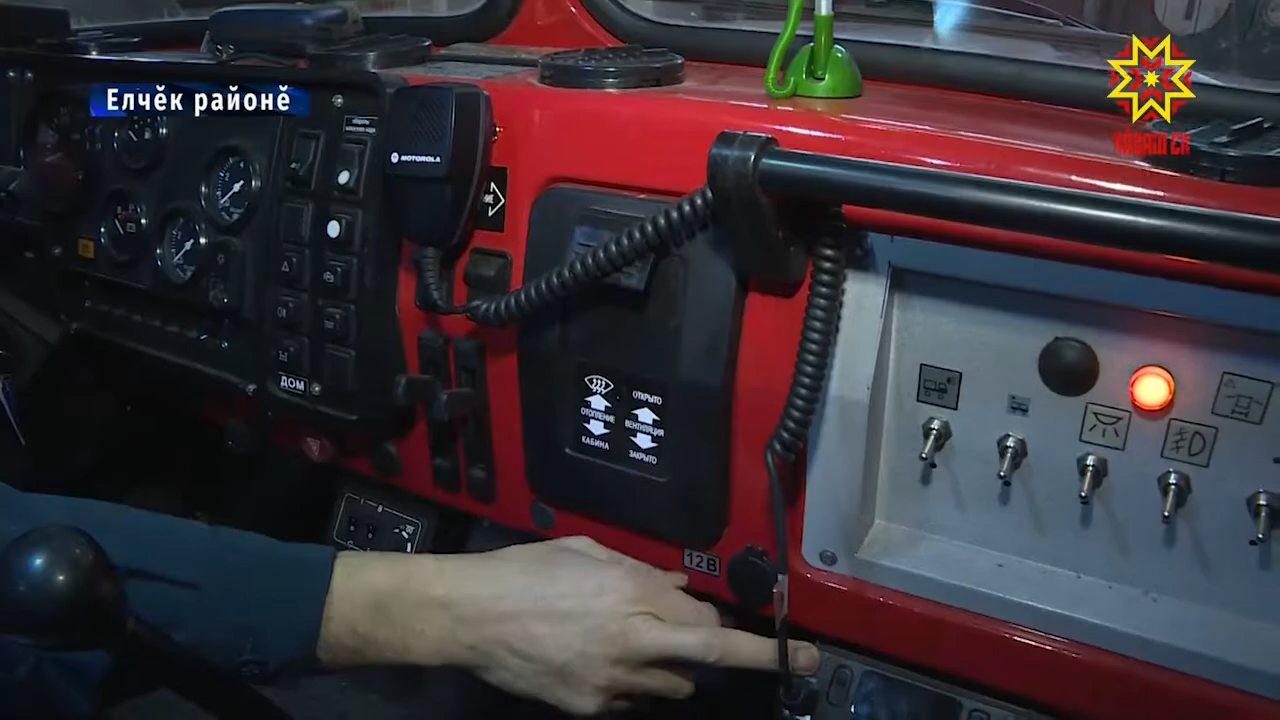 Елчӗк районӗ
ЧӐВАШ ЕН
MOTOROLA
ДОМ
ОТКРЫТО
ОТОПЛЕНИЕ
ВЕНТИЛЯЦИЯ
КАБИНА
ЗАКРЫТО
12В